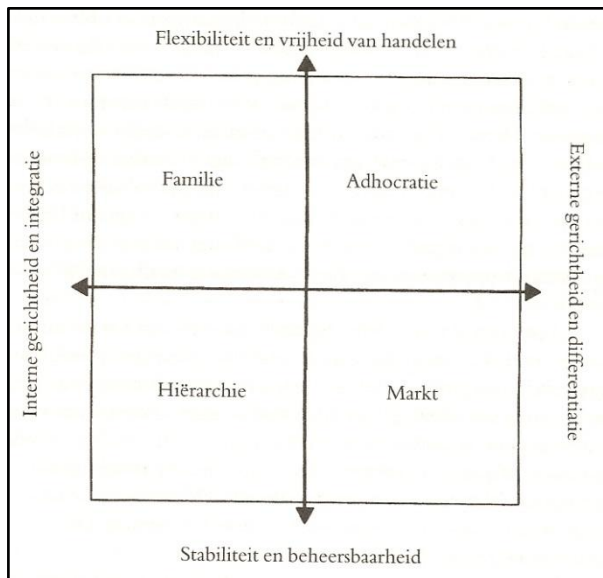 Flexibiliteit en vrijheid van handelen
Interne gerichtheid en integratie
Familie
Adhocratie
Externe gerichtheid en differentiatie
Hiërarchie
Markt
Stabiliteit en beheersbaarheid